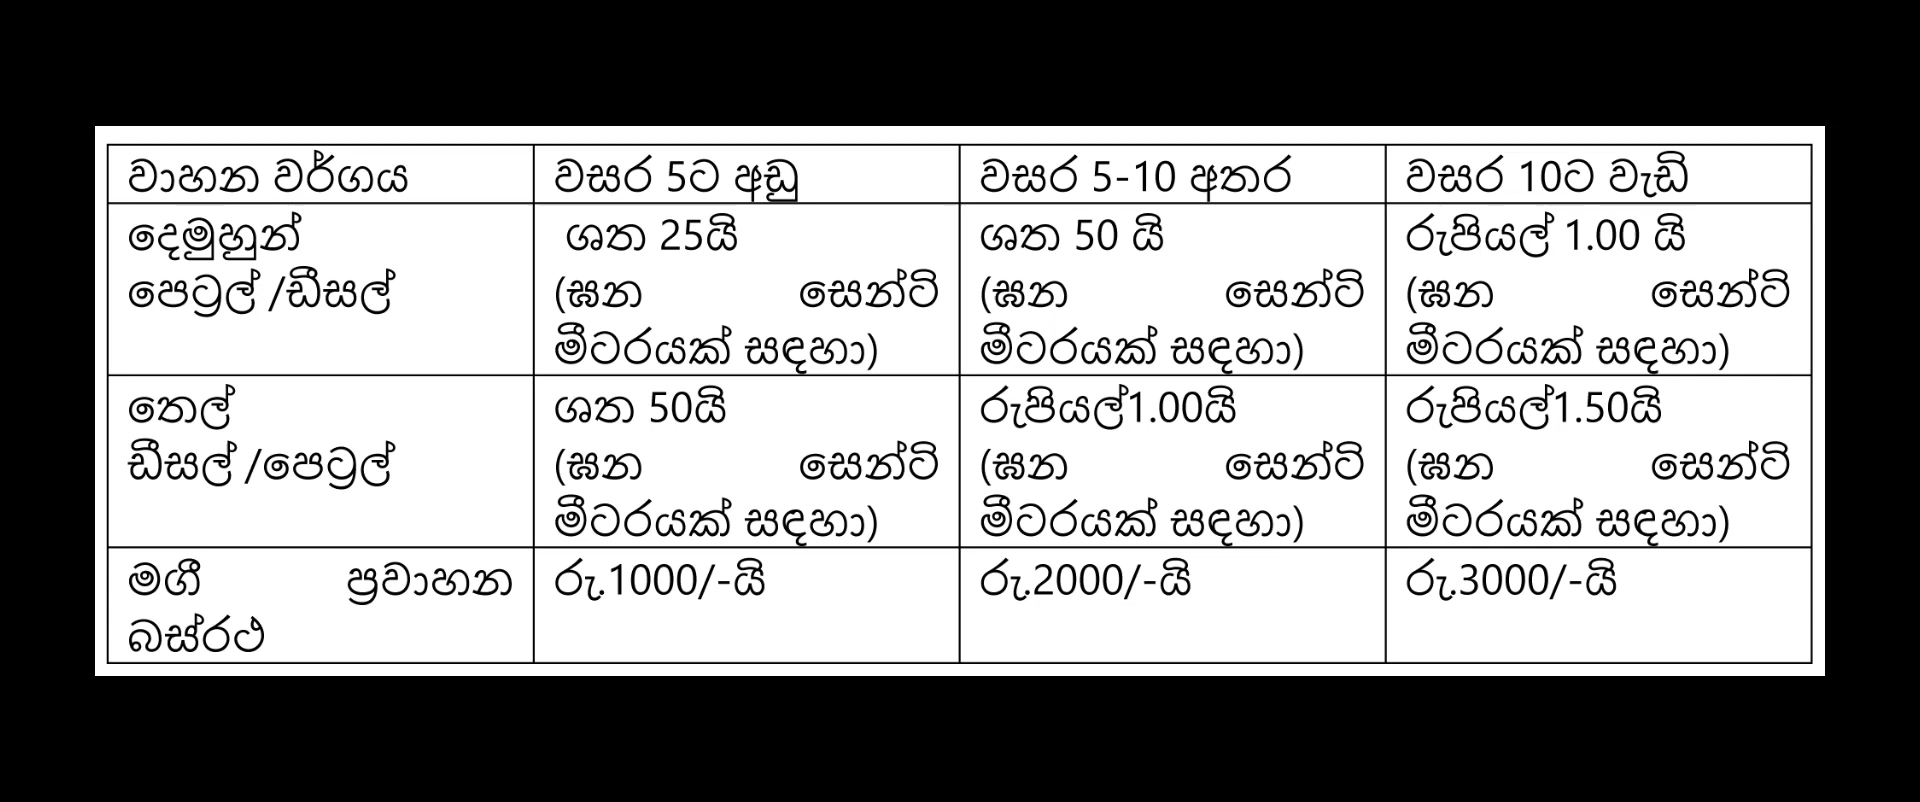 වාහන වර්ගය වසර 5ට අඩු වසර 5-10 අතර වසර 10ට වැඩි
දෙමුහුන් ශත 25යි ශත 50 යි රුපියල් 1.00 යි
පෙට්‍රල් /ඩීසල් (ඝන සෙන්ටි (ඝන සෙන්ටි (ඝන සෙන්ටි
මීටරයක් සඳහා) මීටරයක් සඳහා) මීටරයක් සඳහා)
තෙල් ශත 50යි රුපියල්1.00යි රුපියල්1.50යි
ඩීසල් /පෙට්‍රල් (ඝන සෙන්ටි (ඝන සෙන්ටි (ඝන සෙන්ටි
මීටරයක් සඳහා) මීටරයක් සඳහා) මීටරයක් සඳහා)
මගී ප්‍රවාහන රු.1000/-යි රු.2000/-යි රු.3000/-යි
බස්රථ